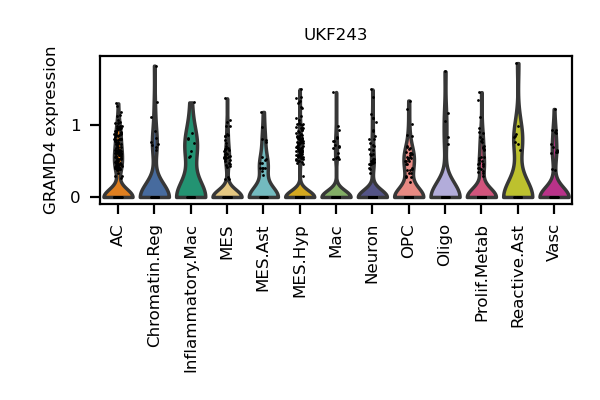 UKF243
GRAMD4 expression
1
0
AC
Chromatin.Reg
Inflammatory.Mac
MES
MES.Ast
MES.Hyp
Mac
Neuron
OPC
Oligo
Prolif.Metab
Reactive.Ast
Vasc